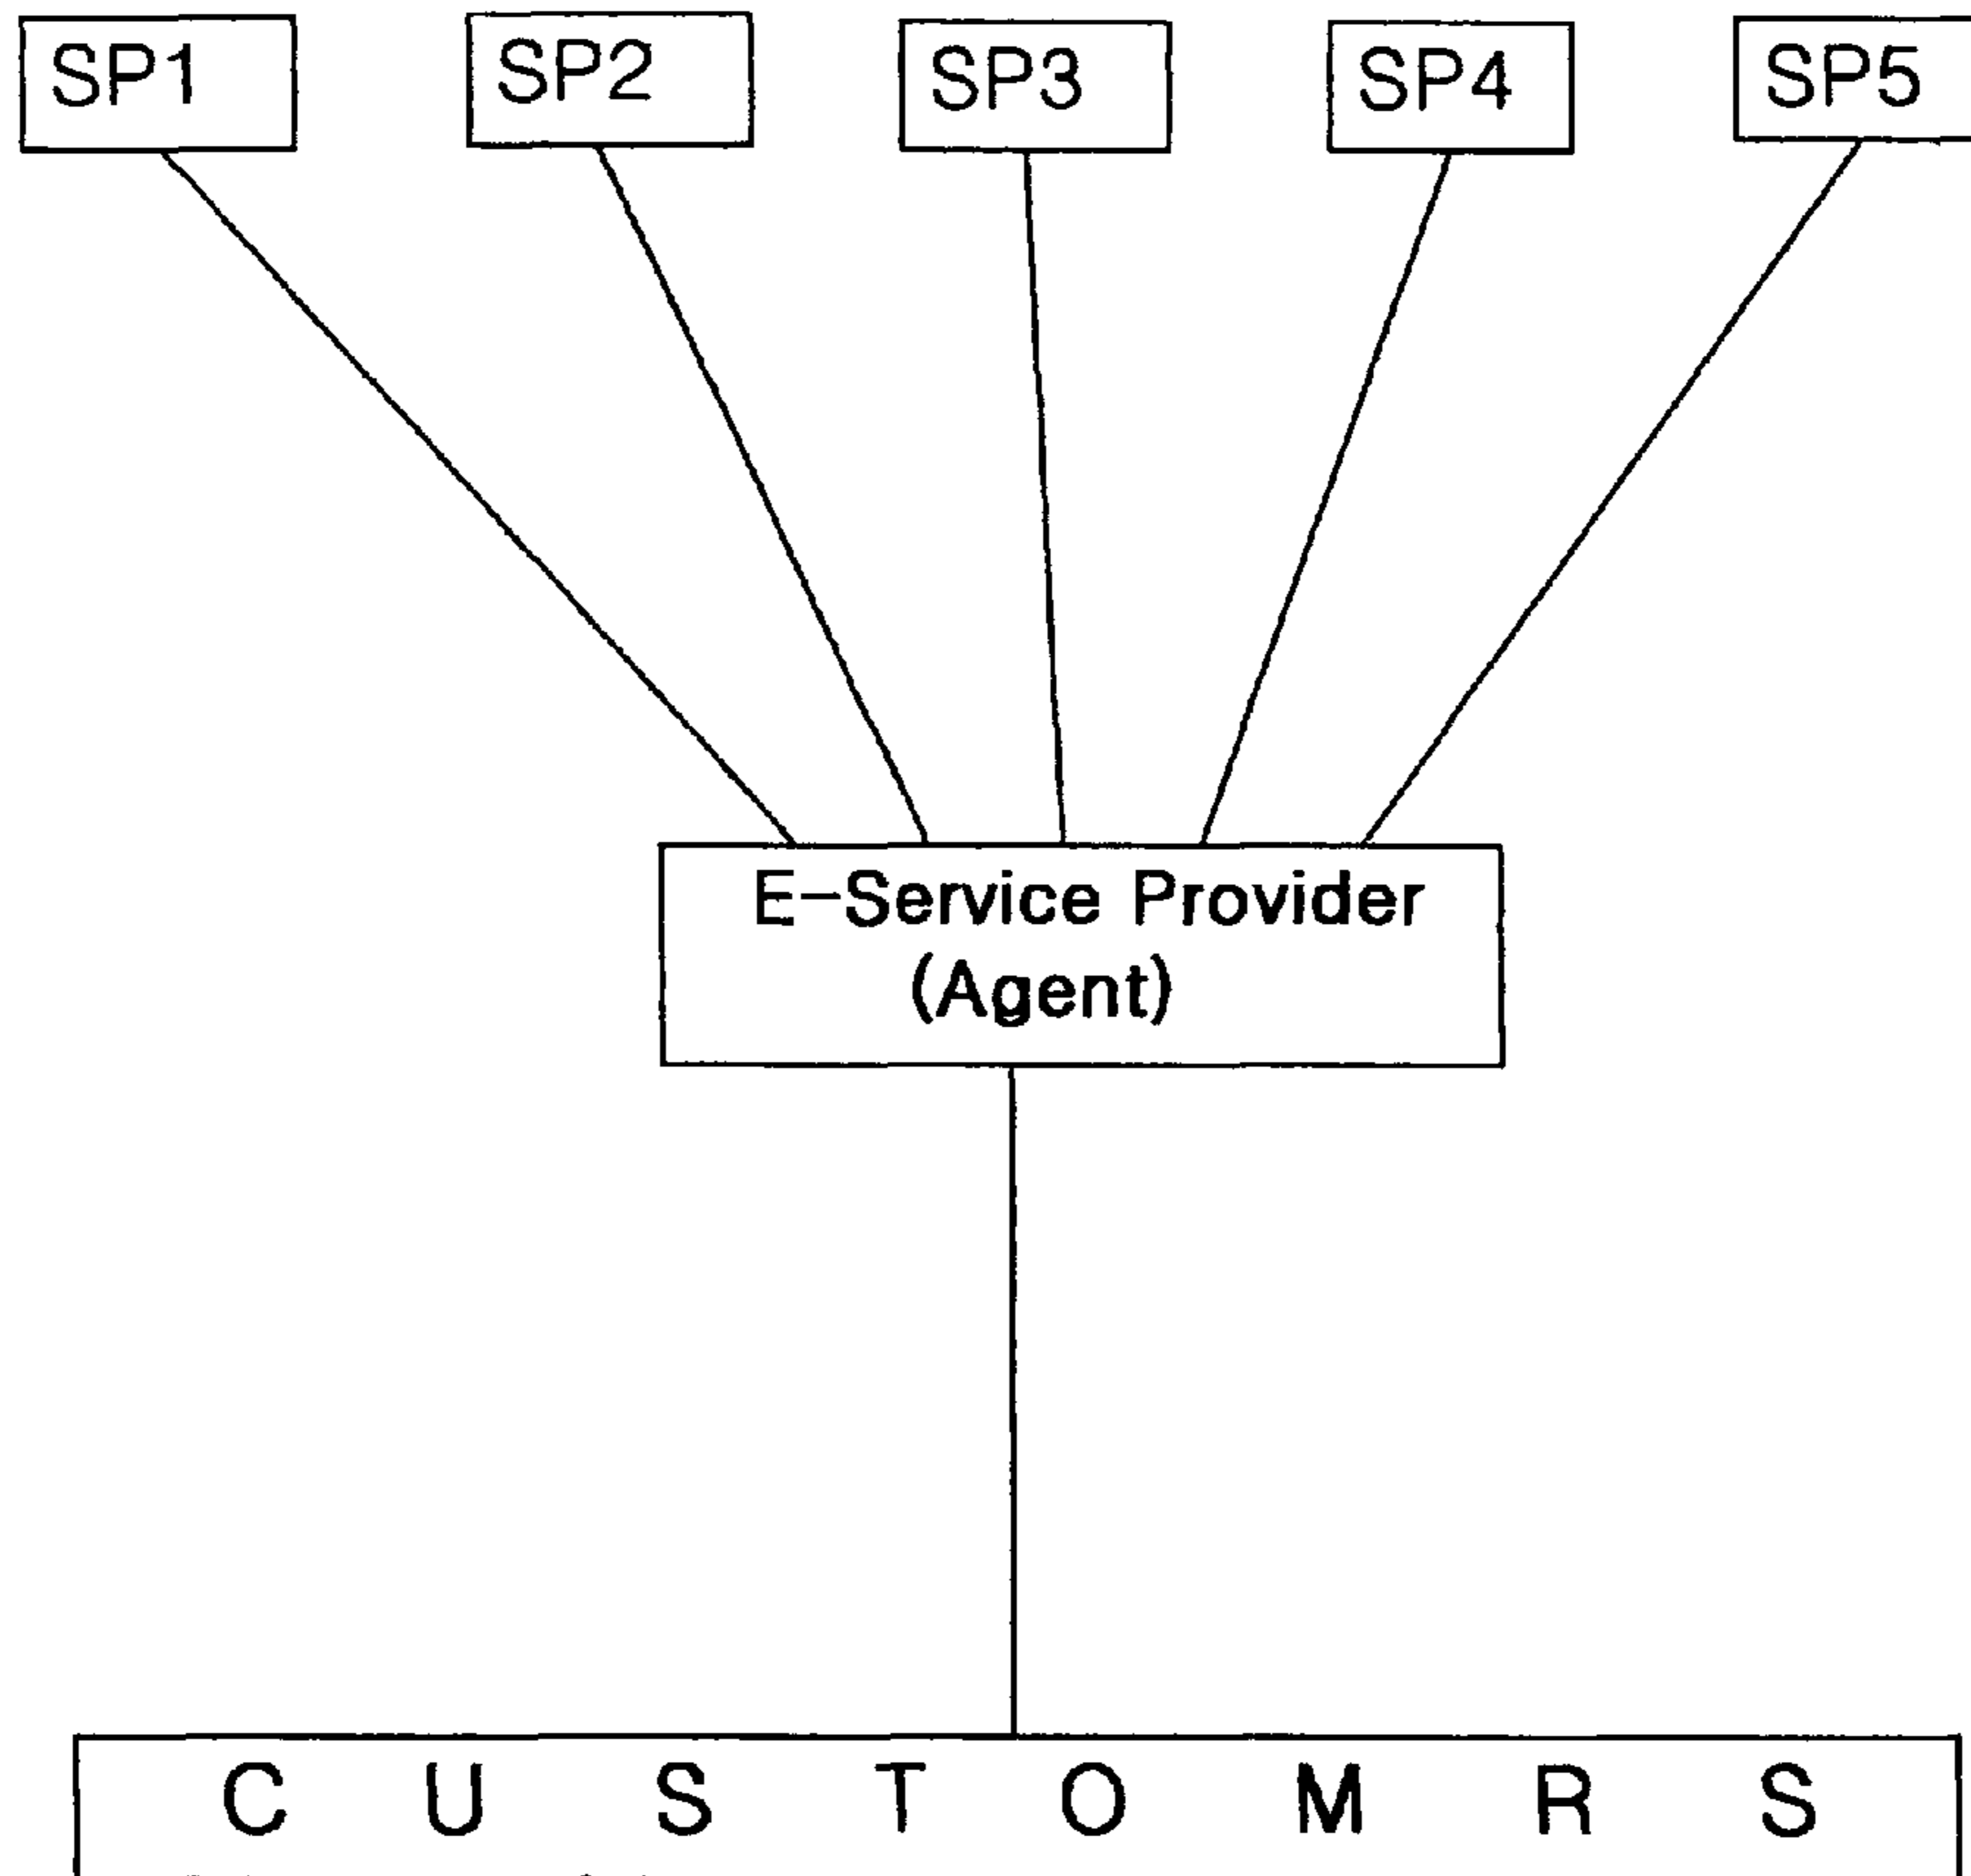 SP1 SP2 SP3 SP4 SP5
E-Service Provider
(Agent)
C U S T O M R S